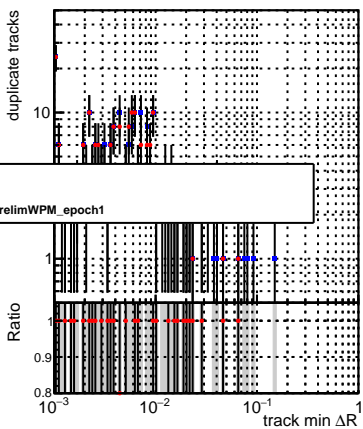 duplicate tracks
10
relimWPM_epoch1
1
Ratio
1
0.9
0.8
10⁻³ 10⁻² 10⁻¹ 1
track min ΔR